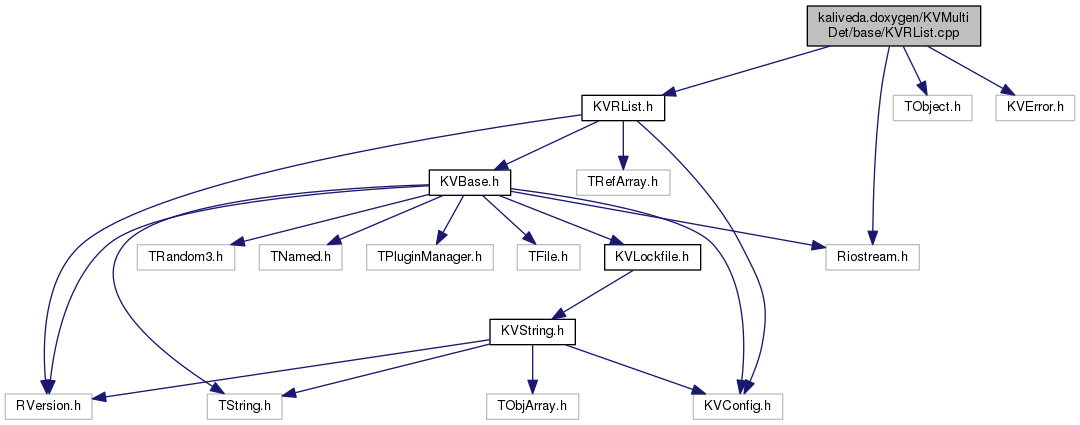 kaliveda.doxygen/KVMulti
Det/base/KVRList.cpp
KVRList.h
TObject.h
KVError.h
KVBase.h
TRefArray.h
TRandom3.h
TNamed.h
TPluginManager.h
TFile.h
KVLockfile.h
Riostream.h
KVString.h
RVersion.h
TString.h
TObjArray.h
KVConfig.h